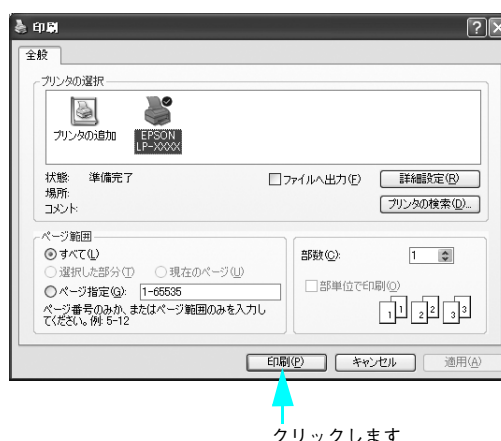 印刷
全般
プリンタの選択
プリンタの追加
EPSON
LP-XXXX
状態: 準備完了
場所:
コメント:
ファイルへ出力(F)
詳細設定(R)
プリンタの検索(D)...
ページ範囲
すべて(L)
選択した部分(T) 現在のページ(U)
ページ指定(G): 1-65535
ページ番号のみか、またはページ範囲のみを入力し
てください。例: 5-12
部数(C): 1
部単位で印刷(O)
1 1 2 2 3 3
印刷(P) キャンセル 適用(A)
クリックします